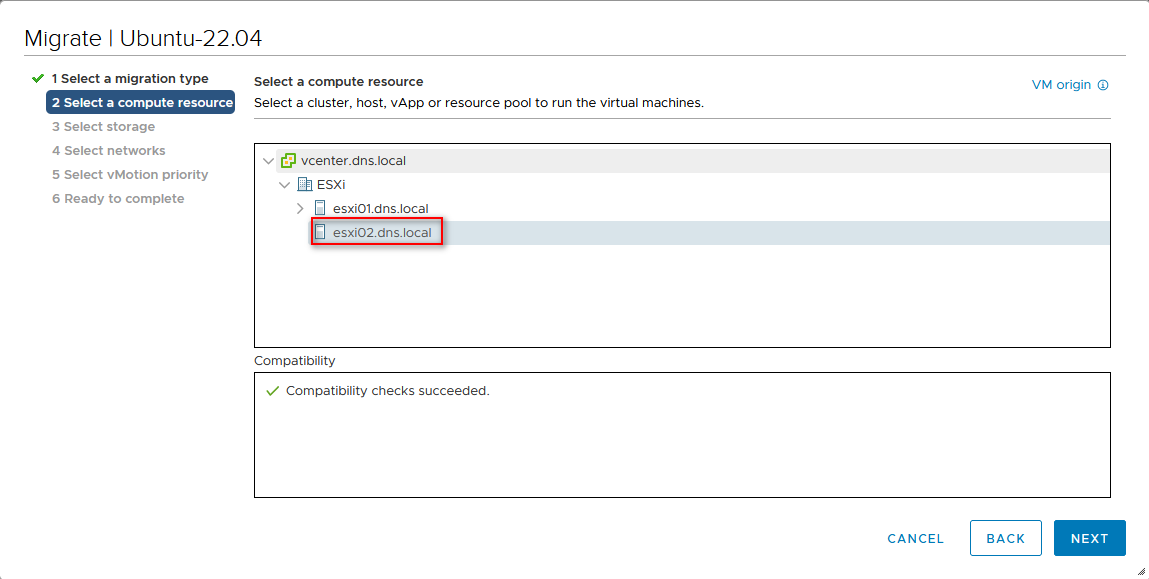 Migrate | Ubuntu-22.04
1 Select a migration type
2 Select a compute resource
3 Select storage
4 Select networks
5 Select vMotion priority
6 Ready to complete
Select a compute resource
Select a cluster, host, vApp or resource pool to run the virtual machines.
VM origin
vcenter.dns.local
ESXi
esxi01.dns.local
esxi02.dns.local
Compatibility
Compatibility checks succeeded.
CANCEL
BACK
NEXT